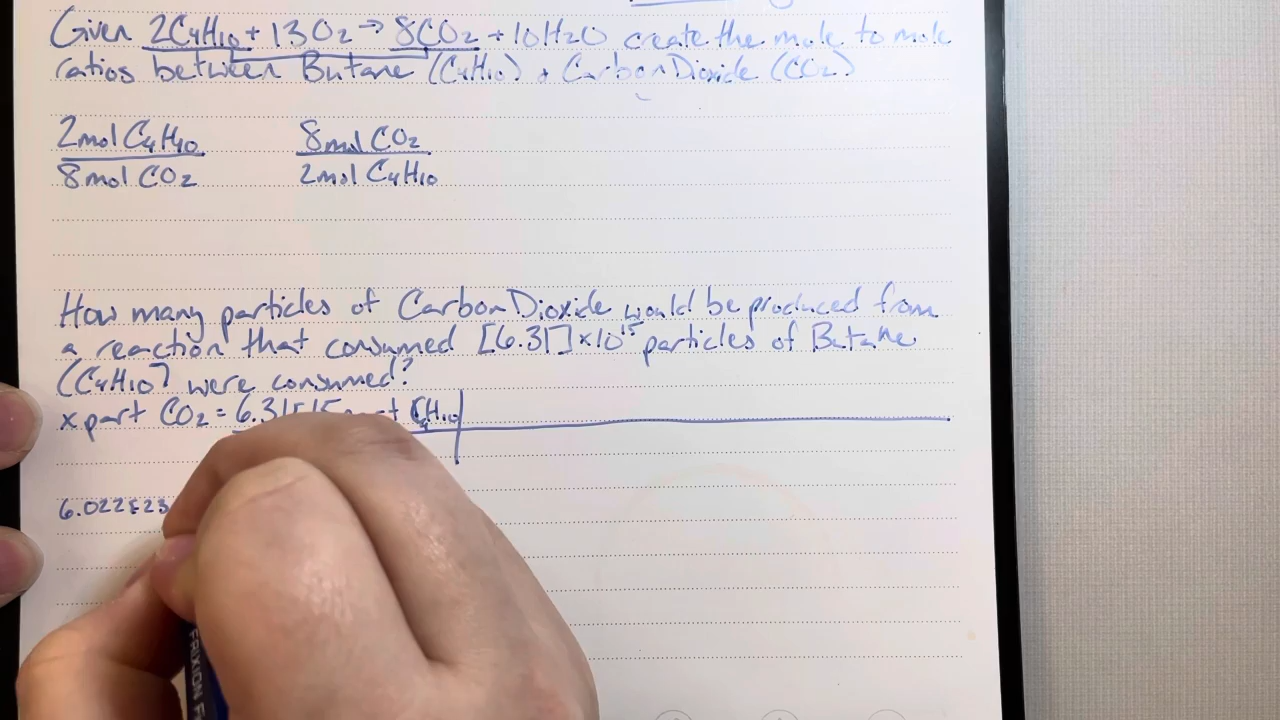 Given 2C4H10 + 13O2 → 8CO2 + 10H2O create the mole to mole
ratios between Butane (C4H10) + Carbon Dioxide (CO2)
2mol C4H10
8mol CO2
8mol CO2
2mol C4H10
How many particles of Carbon Dioxide would be produced from
a reaction that consumed [6.31] × 10^15 particles of Butane
(C4H10) were consumed?
x part CO2 = 6.31E15 C4H10
6.022E23
FRIXION